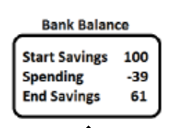 Bank Balance
Start Savings 100
Spending -39
End Savings 61